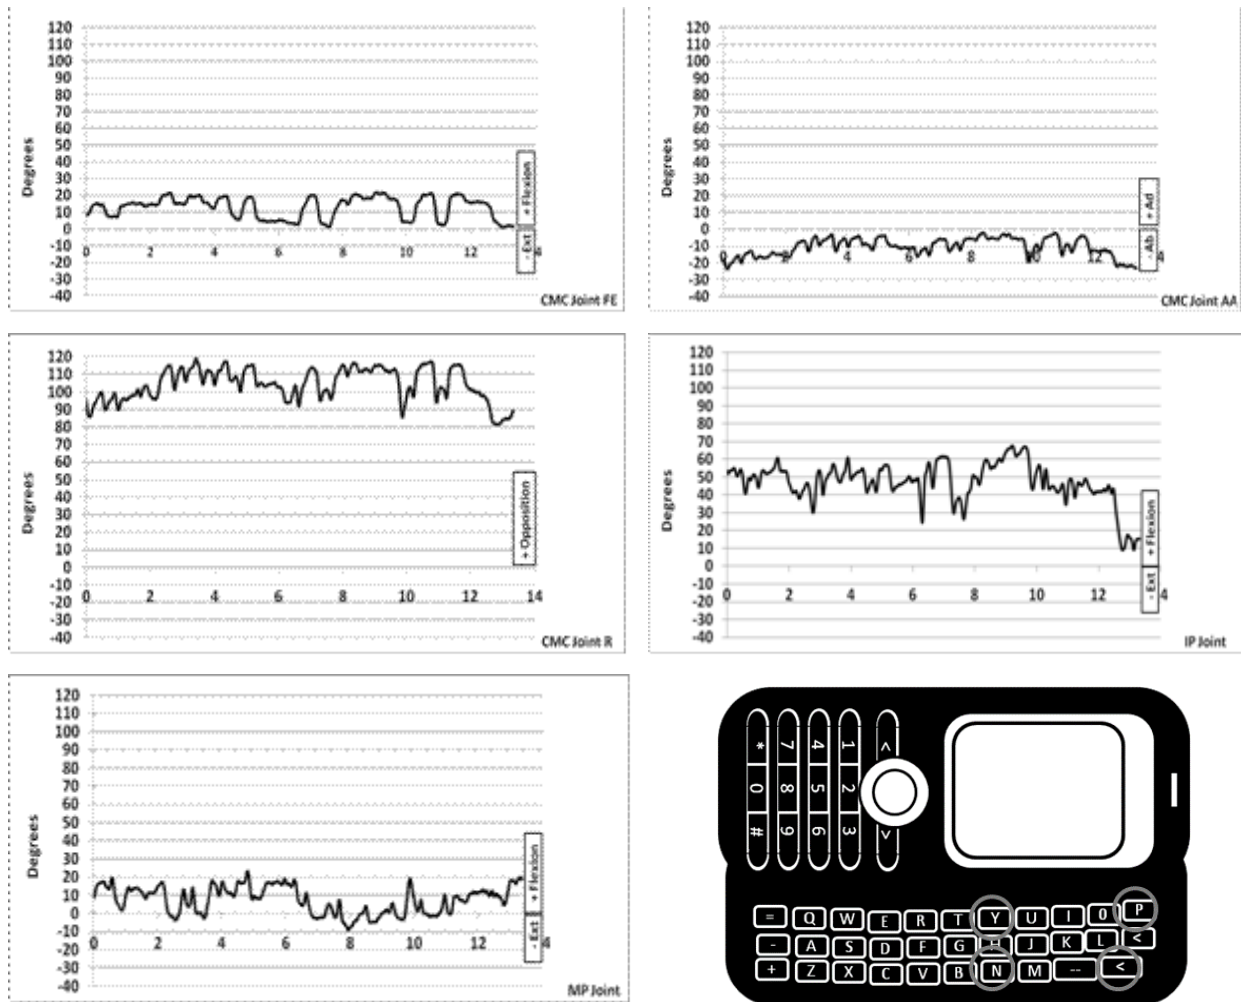 120
110
100
90
80
70
60
50
40
30
20
10
0
-10
-20
-30
-40
Degrees
0 2 4 6 8 10 12 4
+ Flexion
- Ext
CMC Joint FE
120
110
100
90
80
70
60
50
40
30
20
10
0
-10
-20
-30
-40
Degrees
0 2 4 6 8 10 12 4
+ Ad
- Ab
CMC Joint AA
120
110
100
90
80
70
60
50
40
30
20
10
0
-10
-20
-30
-40
Degrees
0 2 4 6 8 10 12 14
+ Opposition
CMC Joint R
120
110
100
90
80
70
60
50
40
30
20
10
0
-10
-20
-30
-40
Degrees
0 2 4 6 8 10 12 4
+ Flexion
- Ext
IP Joint
120
110
100
90
80
70
60
50
40
30
20
10
0
-10
-20
-30
-40
Degrees
0 2 4 6 8 10 12 4
+ Flexion
- Ext
MP Joint
< >
1 2 3
4 5 6
7 8 9
* 0 #
= Q W E R T Y U I 0 P
- A S D F G H J K L <
+ Z X C V B N M -- <